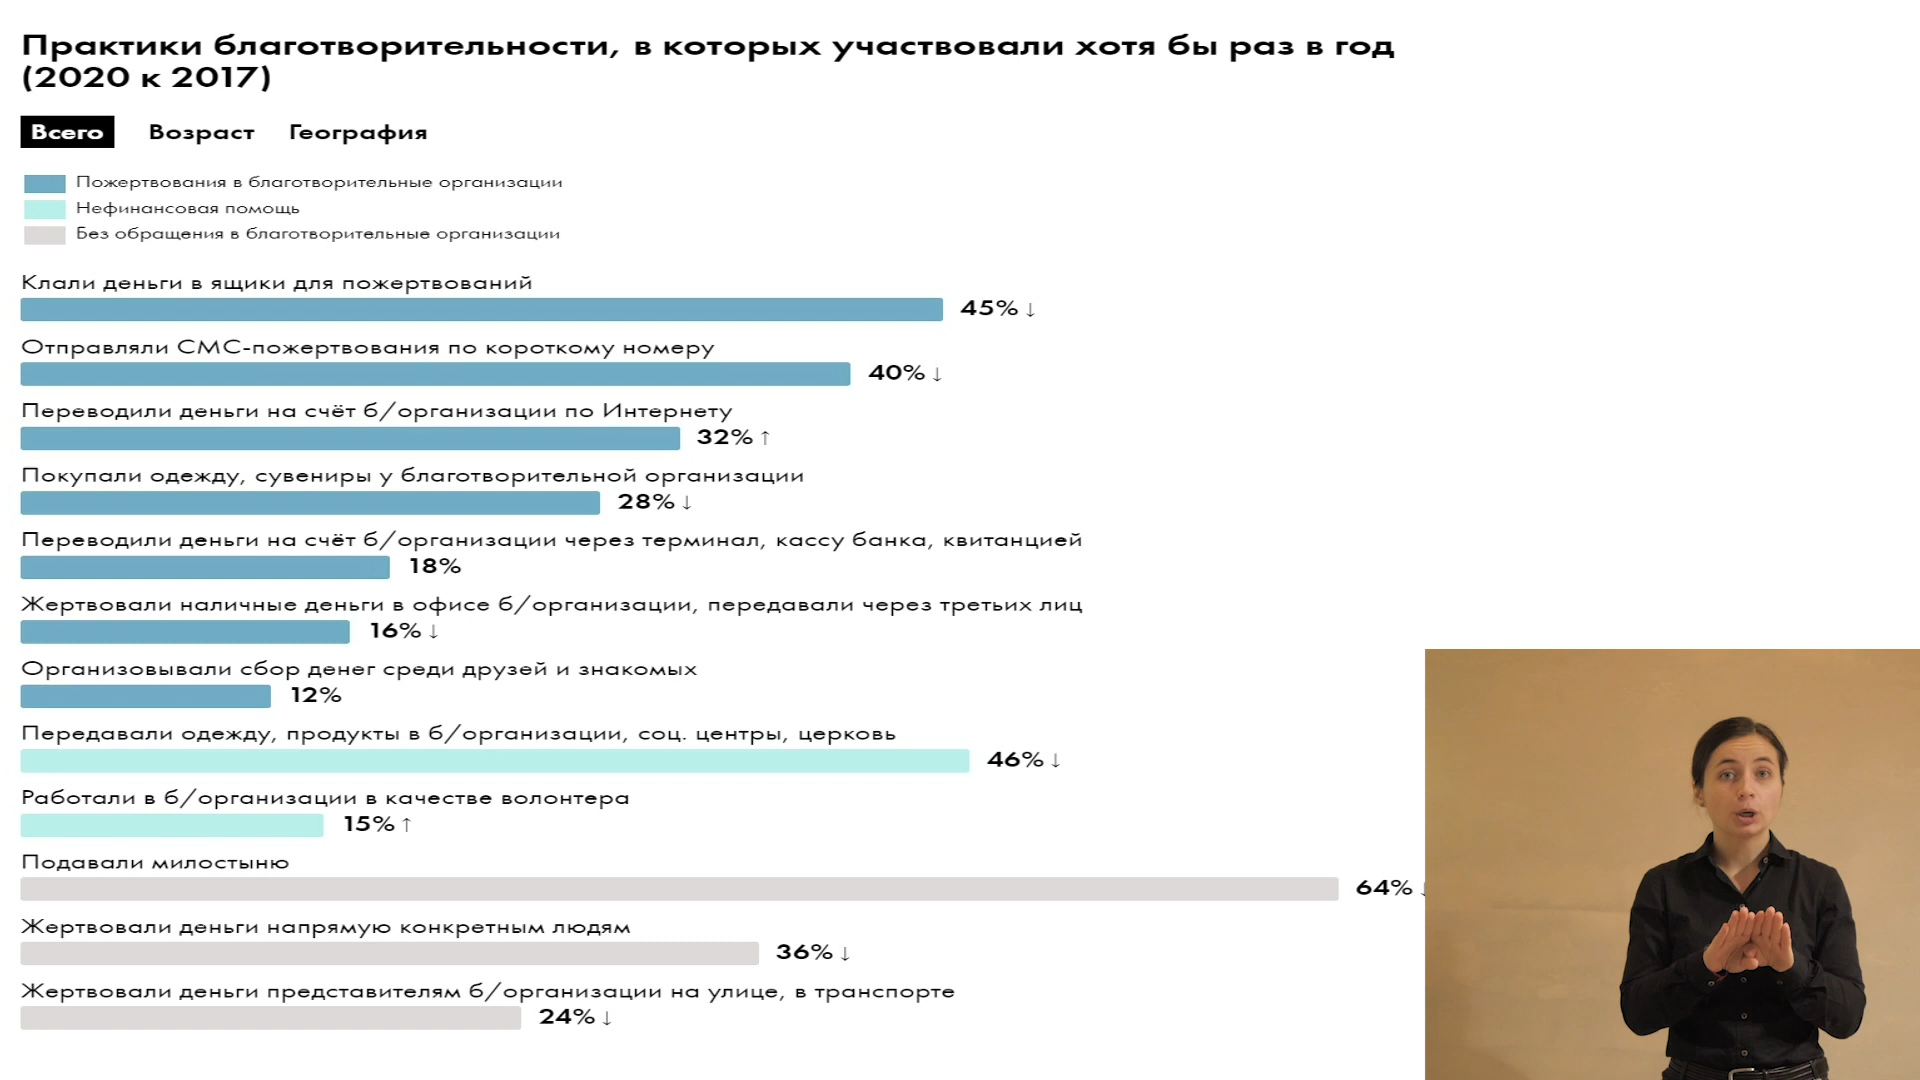 Практики благотворительности, в которых участвовали хотя бы раз в год
(2020 к 2017)
Всего Возраст География
Пожертвования в благотворительные организации
Нефинансовая помощь
Без обращения в благотворительные организации
Клали деньги в ящики для пожертвований
45% ↓
Отправляли СМС-пожертвования по короткому номеру
40% ↓
Переводили деньги на счёт б/организации по Интернету
32% ↑
Покупали одежду, сувениры у благотворительной организации
28% ↓
Переводили деньги на счёт б/организации через терминал, кассу банка, квитанцией
18%
Жертвовали наличные деньги в офисе б/организации, передавали через третьих лиц
16% ↓
Организовывали сбор денег среди друзей и знакомых
12%
Передавали одежду, продукты в б/организации, соц. центры, церковь
46% ↓
Работали в б/организации в качестве волонтера
15% ↑
Подавали милостыню
64% ↓
Жертвовали деньги напрямую конкретным людям
36% ↓
Жертвовали деньги представителям б/организации на улице, в транспорте
24% ↓